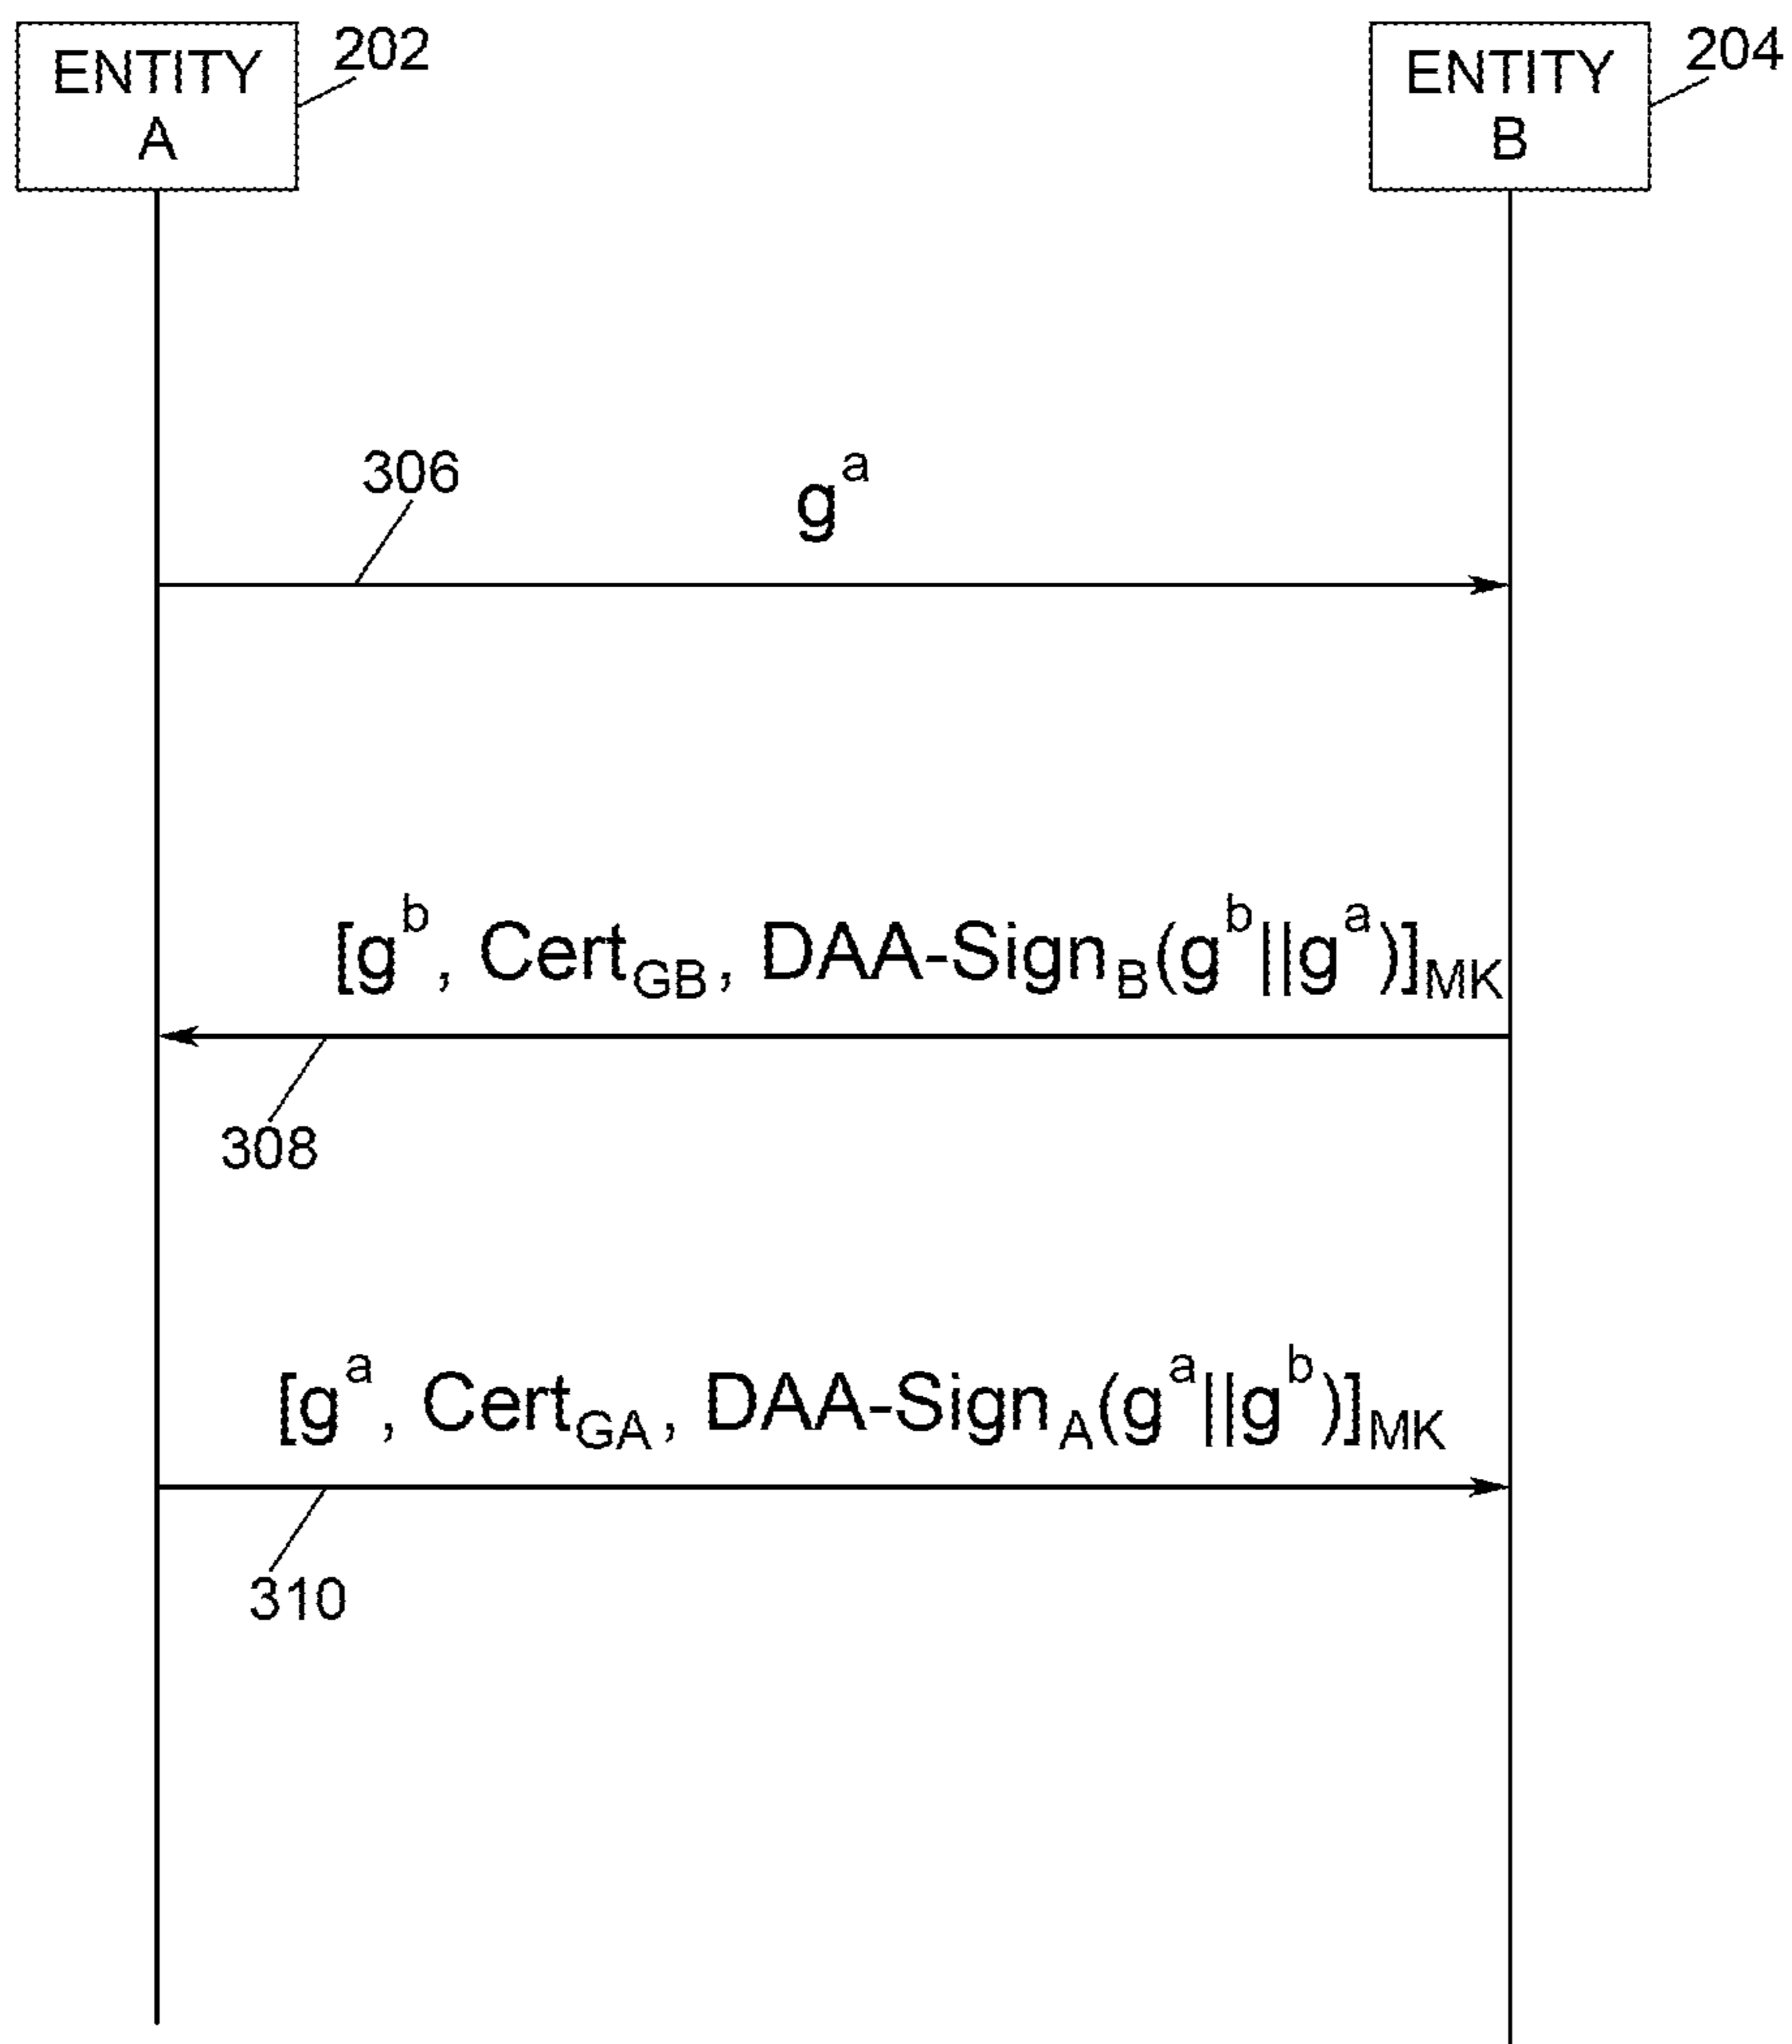 ENTITY
A
202
ENTITY
B
204
306
g^a
[g^b, Cert_GB, DAA-Sign_B(g^b||g^a)]_MK
308
[g^a, Cert_GA, DAA-Sign_A(g^a||g^b)]_MK
310